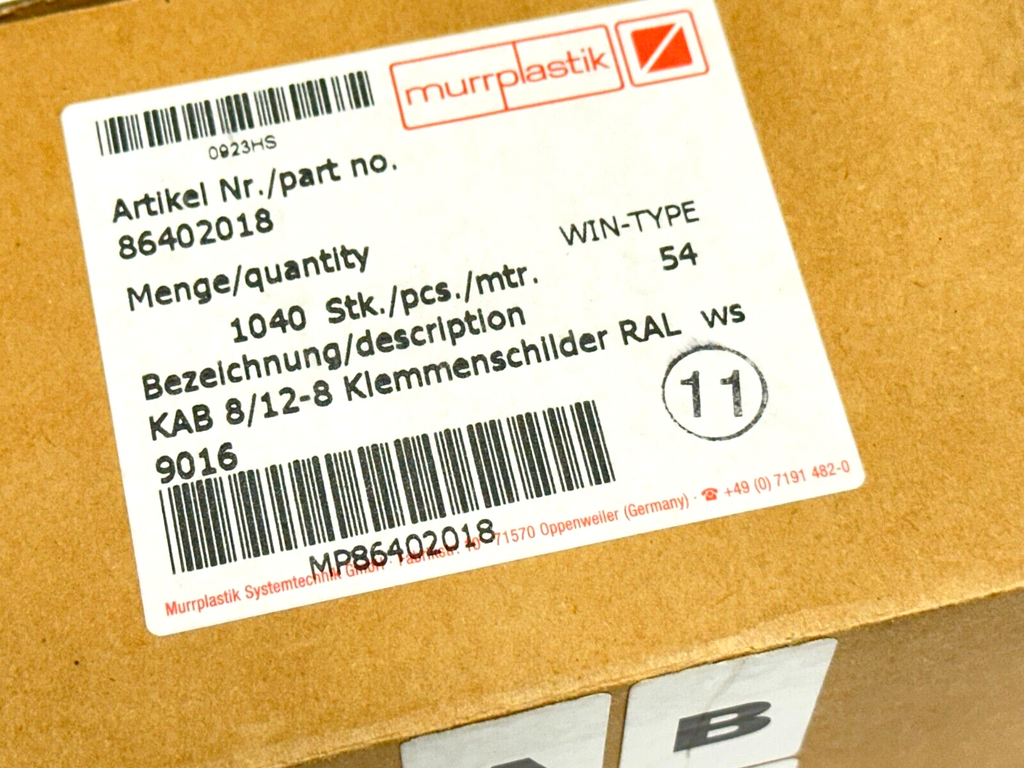 murrplastik
0923HS
Artikel Nr./part no.
86402018
Menge/quantity
WIN-TYPE
1040 Stk./pcs./mtr.
54
Bezeichnung/description
KAB 8/12-8 Klemmenschilder RAL ws
9016
11
MP86402018
Murrplastik Systemtechnik GmbH · Fabrikstr. 10 · 71570 Oppenweiler (Germany) · ☎ +49 (0) 7191 482-0
A B